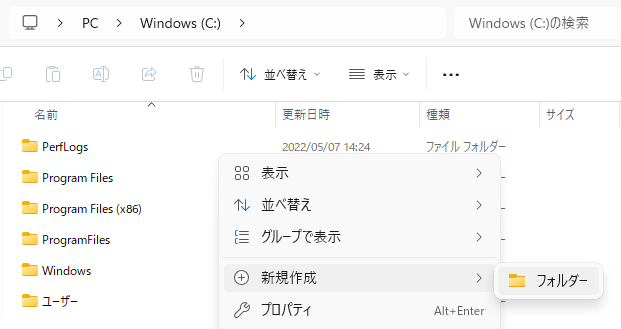 PC > Windows (C:) >
Windows (C:)の検索
並べ替え 表示 •••
名前 更新日時 種類 サイズ
PerfLogs 2022/05/07 14:24 ファイル フォルダー
Program Files
Program Files (x86)
ProgramFiles
Windows
ユーザー
表示
並べ替え
グループで表示
新規作成
フォルダー
プロパティ Alt+Enter